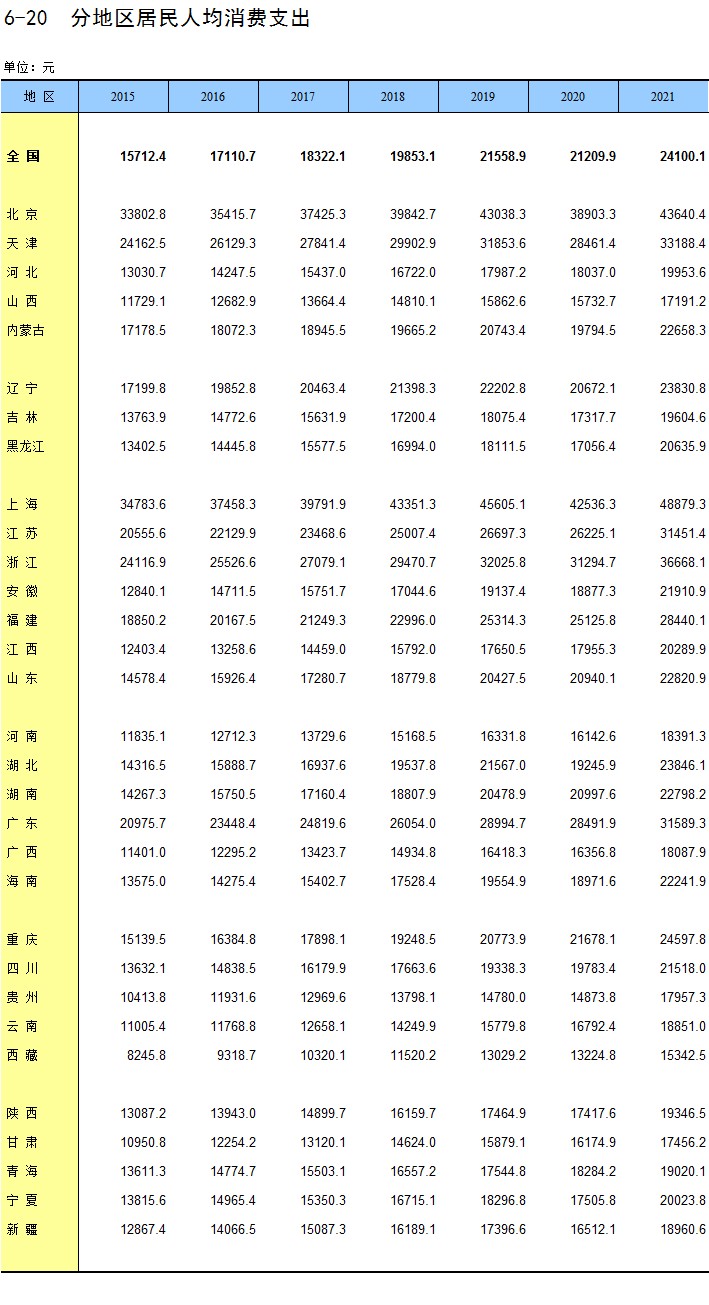 6-20 分地区居民人均消费支出
单位：元
地 区 2015 2016 2017 2018 2019 2020 2021
全 国 15712.4 17110.7 18322.1 19853.1 21558.9 21209.9 24100.1
北 京 33802.8 35415.7 37425.3 39842.7 43038.3 38903.3 43640.4
天 津 24162.5 26129.3 27841.4 29902.9 31853.6 28461.4 33188.4
河 北 13030.7 14247.5 15437.0 16722.0 17987.2 18037.0 19953.6
山 西 11729.1 12682.9 13664.4 14810.1 15862.6 15732.7 17191.2
内蒙古 17178.5 18072.3 18945.5 19665.2 20743.4 19794.5 22658.3
辽 宁 17199.8 19852.8 20463.4 21398.3 22202.8 20672.1 23830.8
吉 林 13763.9 14772.6 15631.9 17200.4 18075.4 17317.7 19604.6
黑龙江 13402.5 14445.8 15577.5 16994.0 18111.5 17056.4 20635.9
上 海 34783.6 37458.3 39791.9 43351.3 45605.1 42536.3 48879.3
江 苏 20555.6 22129.9 23468.6 25007.4 26697.3 26225.1 31451.4
浙 江 24116.9 25526.6 27079.1 29470.7 32025.8 31294.7 36668.1
安 徽 12840.1 14711.5 15751.7 17044.6 19137.4 18877.3 21910.9
福 建 18850.2 20167.5 21249.3 22996.0 25314.3 25125.8 28440.1
江 西 12403.4 13258.6 14459.0 15792.0 17650.5 17955.3 20289.9
山 东 14578.4 15926.4 17280.7 18779.8 20427.5 20940.1 22820.9
河 南 11835.1 12712.3 13729.6 15168.5 16331.8 16142.6 18391.3
湖 北 14316.5 15888.7 16937.6 19537.8 21567.0 19245.9 23846.1
湖 南 14267.3 15750.5 17160.4 18807.9 20478.9 20997.6 22798.2
广 东 20975.7 23448.4 24819.6 26054.0 28994.7 28491.9 31589.3
广 西 11401.0 12295.2 13423.7 14934.8 16418.3 16356.8 18087.9
海 南 13575.0 14275.4 15402.7 17528.4 19554.9 18971.6 22241.9
重 庆 15139.5 16384.8 17898.1 19248.5 20773.9 21678.1 24597.8
四 川 13632.1 14838.5 16179.9 17663.6 19338.3 19783.4 21518.0
贵 州 10413.8 11931.6 12969.6 13798.1 14780.0 14873.8 17957.3
云 南 11005.4 11768.8 12658.1 14249.9 15779.8 16792.4 18851.0
西 藏 8245.8 9318.7 10320.1 11520.2 13029.2 13224.8 15342.5
陕 西 13087.2 13943.0 14899.7 16159.7 17464.9 17417.6 19346.5
甘 肃 10950.8 12254.2 13120.1 14624.0 15879.1 16174.9 17456.2
青 海 13611.3 14774.7 15503.1 16557.2 17544.8 18284.2 19020.1
宁 夏 13815.6 14965.4 15350.3 16715.1 18296.8 17505.8 20023.8
新 疆 12867.4 14066.5 15087.3 16189.1 17396.6 16512.1 18960.6